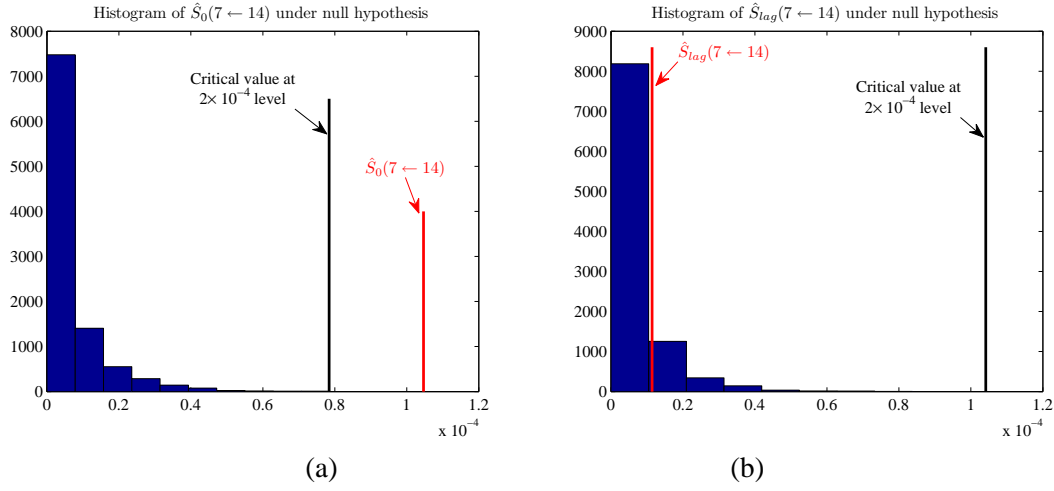 Histogram of Ŝ₀(7 ← 14) under null hypothesis
8000
7000
6000
5000
4000
3000
2000
1000
0
Critical value at
2× 10⁻⁴ level
Ŝ₀(7 ← 14)
0 0.2 0.4 0.6 0.8 1 1.2
x 10⁻⁴
(a)
Histogram of Ŝ_{lag}(7 ← 14) under null hypothesis
9000
8000
7000
6000
5000
4000
3000
2000
1000
0
Ŝ_{lag}(7 ← 14)
Critical value at
2× 10⁻⁴ level
0 0.2 0.4 0.6 0.8 1 1.2
x 10⁻⁴
(b)